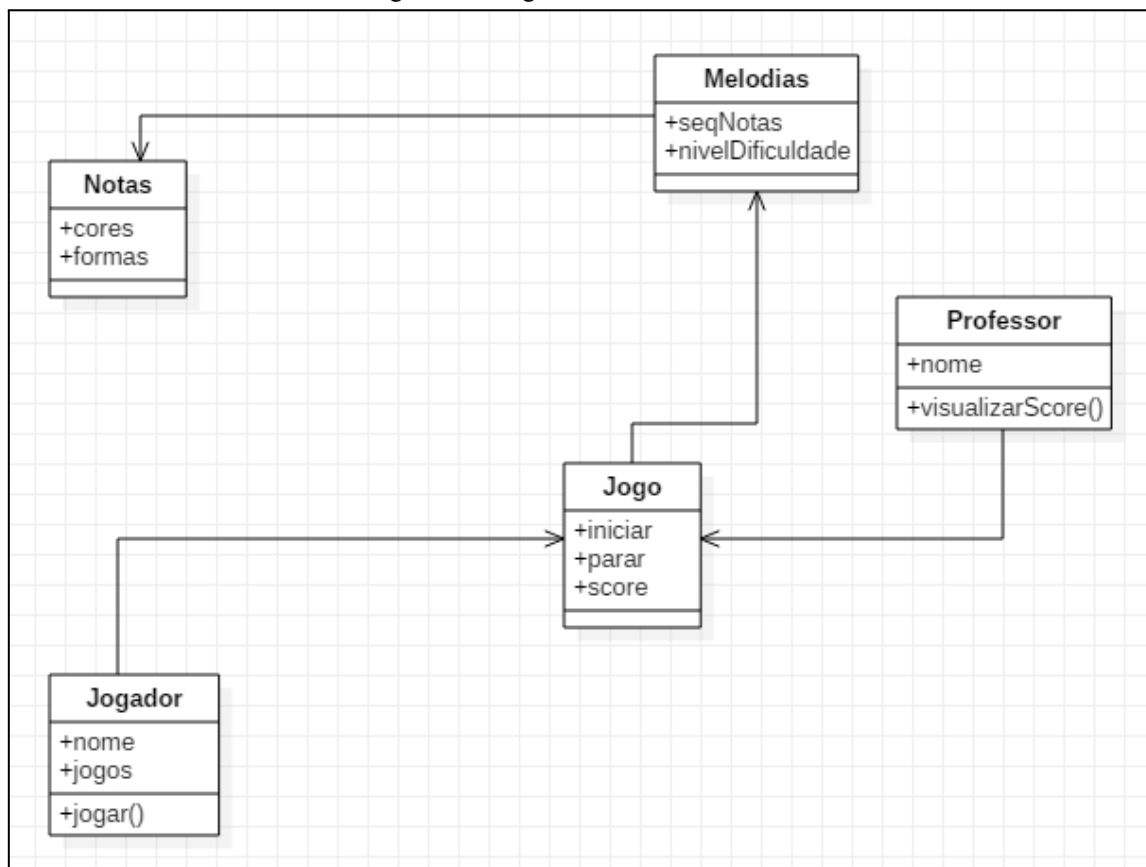 Melodias
+seqNotas
+nivelDificuldade
Notas
+cores
+formas
Professor
+nome
+visualizarScore()
Jogo
+iniciar
+parar
+score
Jogador
+nome
+jogos
+jogar()